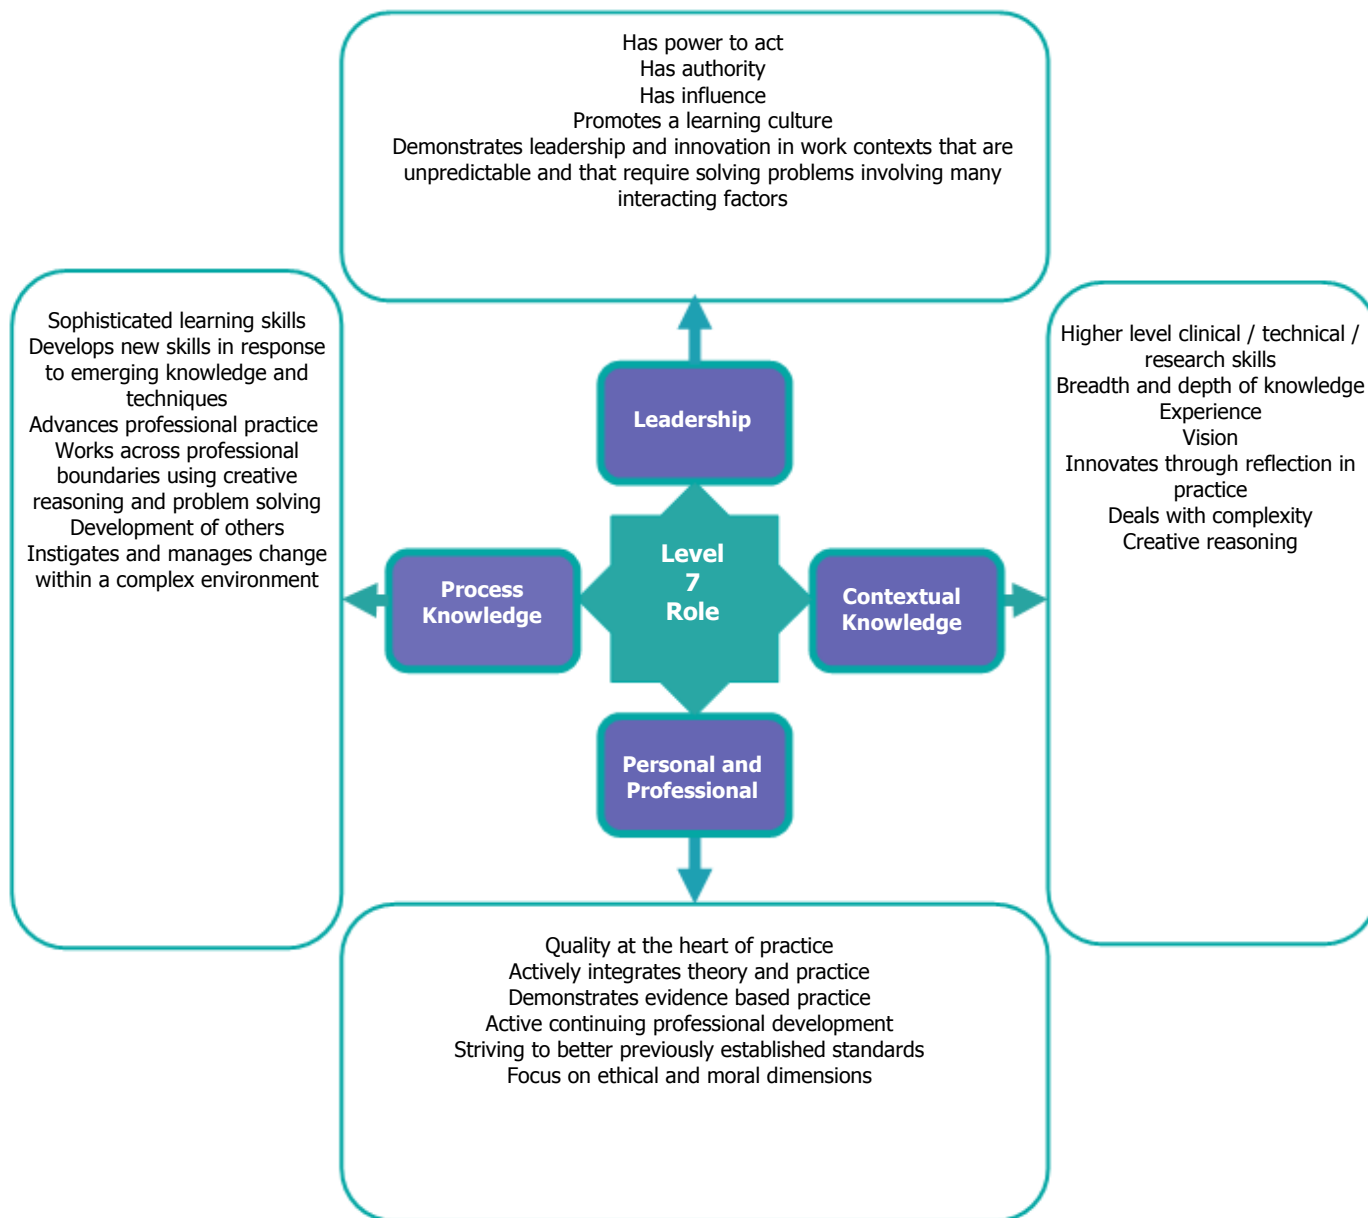 Has power to act
Has authority
Has influence
Promotes a learning culture
Demonstrates leadership and innovation in work contexts that are
unpredictable and that require solving problems involving many
interacting factors
Sophisticated learning skills
Develops new skills in response
to emerging knowledge and
techniques
Advances professional practice
Works across professional
boundaries using creative
reasoning and problem solving
Development of others
Instigates and manages change
within a complex environment
Leadership
Process
Knowledge
Level
7
Role
Contextual
Knowledge
Personal and
Professional
Higher level clinical / technical /
research skills
Breadth and depth of knowledge
Experience
Vision
Innovates through reflection in
practice
Deals with complexity
Creative reasoning
Quality at the heart of practice
Actively integrates theory and practice
Demonstrates evidence based practice
Active continuing professional development
Striving to better previously established standards
Focus on ethical and moral dimensions